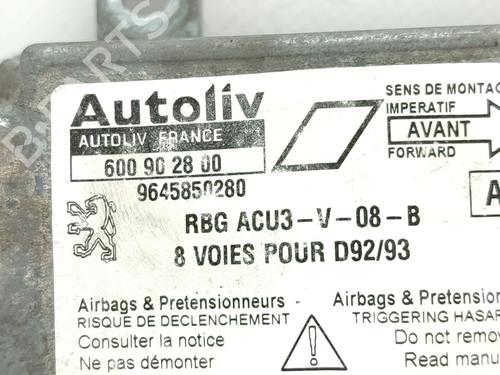 Autoliv
AUTOLIV FRANCE
600 90 28 00
9645850280
SENS DE MONTAG
IMPERATIF
AVANT
FORWARD
A
RBG ACU3-V-08-B
8 VOIES POUR D92/93
Airbags & Pretensionneurs
RISQUE DE DECLENCHEMENT
Consulter la notice
Ne pas démonter
Airbags & Pretension
TRIGGERING HASAR
Do not remov
Read manu